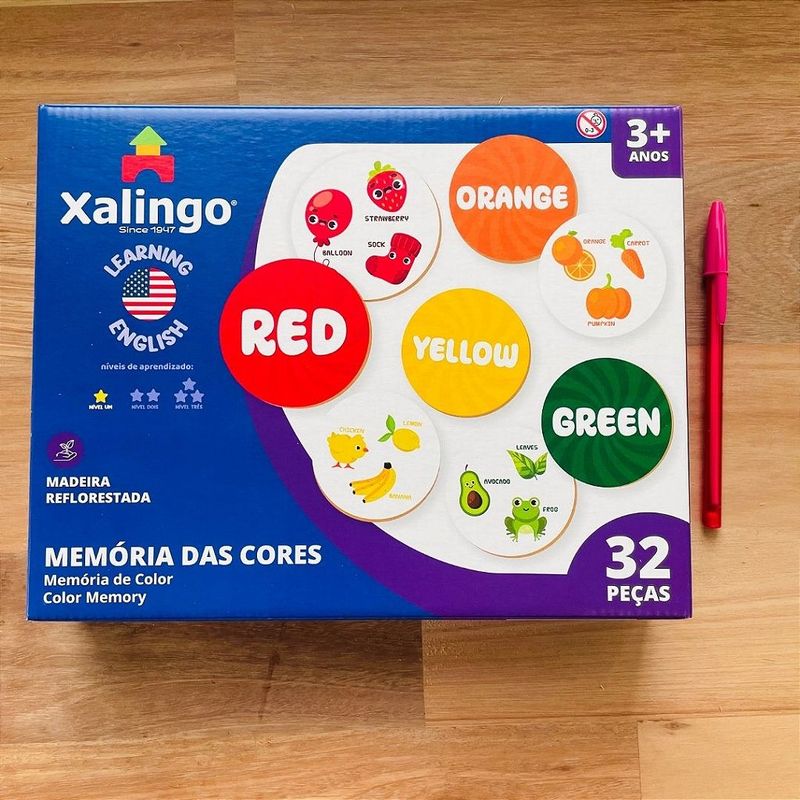 Xalingo®
Since 1947
LEARNING
ENGLISH
níveis de aprendizado:
NÍVEL UM
NÍVEL DOIS
NÍVEL TRÊS
MADEIRA
REFLORESTADA
MEMÓRIA DAS CORES
Memória de Color
Color Memory
0-3
3+
ANOS
STRAWBERRY
BALLOON
SOCK
ORANGE
ORANGE
CARROT
PUMPKIN
RED
YELLOW
GREEN
CHICKEN
LEMON
BANANA
LEAVES
AVOCADO
FROG
32
PEÇAS